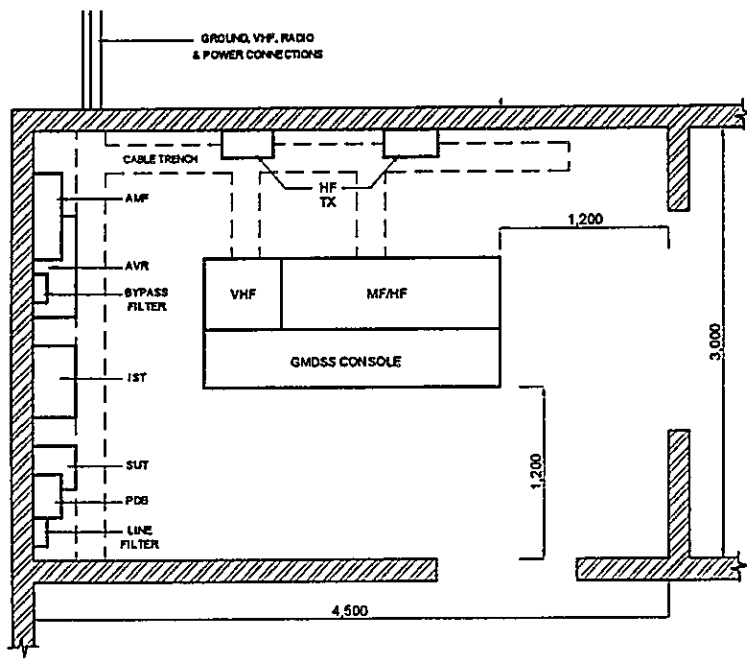 GROUND, VHF, RADIO
& POWER CONNECTIONS
CABLE TRENCH
HF
TX
AMF
1,200
AVR
BYPASS
FILTER
VHF
MF/HF
GMDSS CONSOLE
3,000
IST
1,200
SUT
PDB
LINE
FILTER
4,500